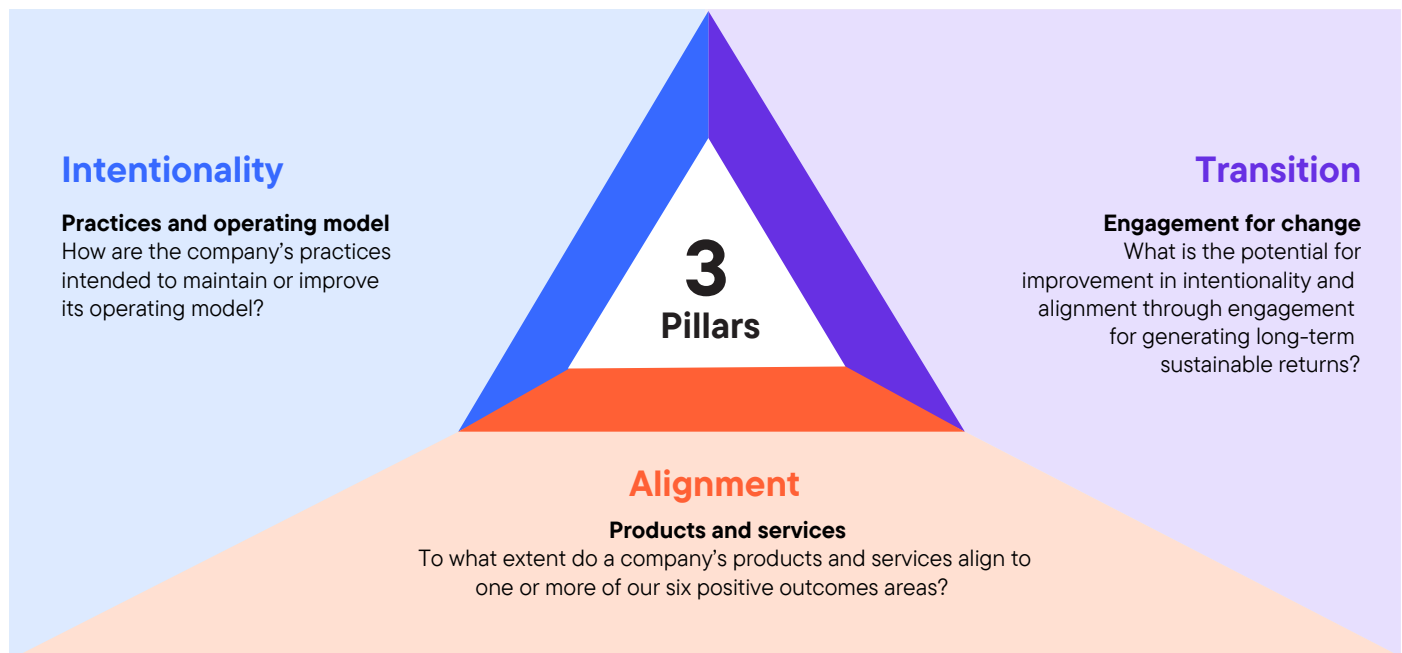 Intentionality
Practices and operating model
How are the company’s practices
intended to maintain or improve
its operating model?
3
Pillars
Transition
Engagement for change
What is the potential for
improvement in intentionality and
alignment through engagement
for generating long-term
sustainable returns?
Alignment
Products and services
To what extent do a company’s products and services align to
one or more of our six positive outcomes areas?